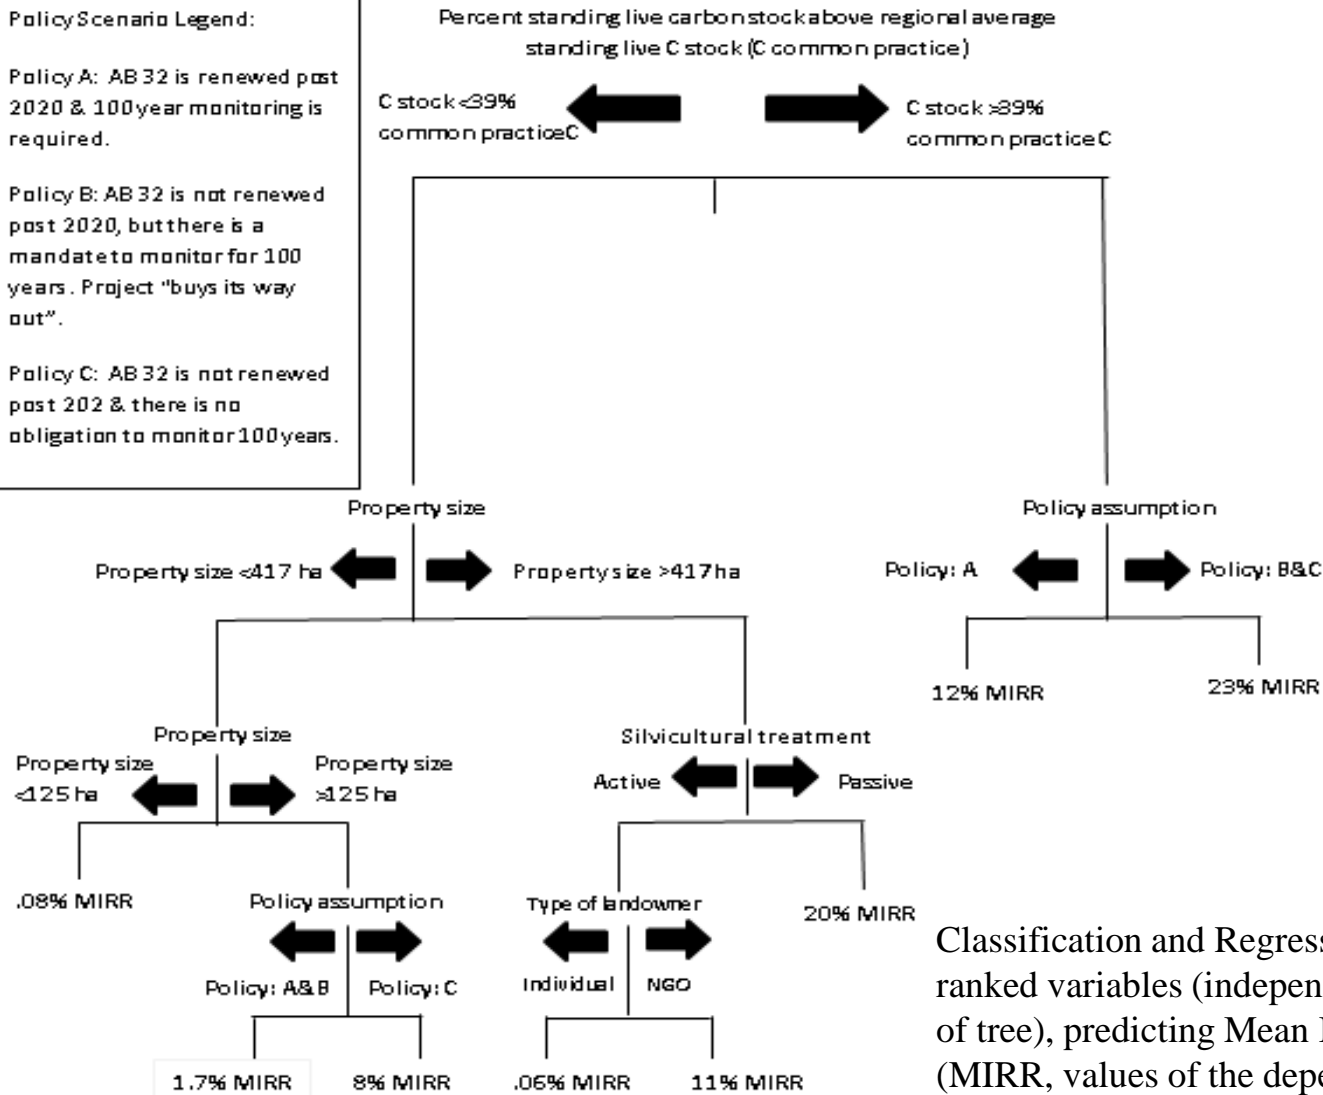 Policy Scenario Legend:
Policy A: AB 32 is renewed post
2020 & 100 year monitoring is
required.
Policy B: AB 32 is not renewed
post 2020, but there is a
mandate to monitor for 100
years. Project "buys its way
out".
Policy C: AB 32 is not renewed
post 202 & there is no
obligation to monitor 100 years.
Percent standing live carbon stock above regional average
standing live C stock (C common practice)
C stock <39%
common practice C
C stock >39%
common practice C
Property size
Property size <417 ha
Property size >417 ha
Policy assumption
Policy: A
Policy: B&C
12% MIRR
23% MIRR
Property size
Property size
<125 ha
Property size
>125 ha
Silvicultural treatment
Active
Passive
.08% MIRR
Policy assumption
Policy: A&B
Policy: C
Type of landowner
Individual
NGO
20% MIRR
1.7% MIRR
8% MIRR
.06% MIRR
11% MIRR
Classification and Regress
ranked variables (indepen
of tree), predicting Mean
(MIRR, values of the depe